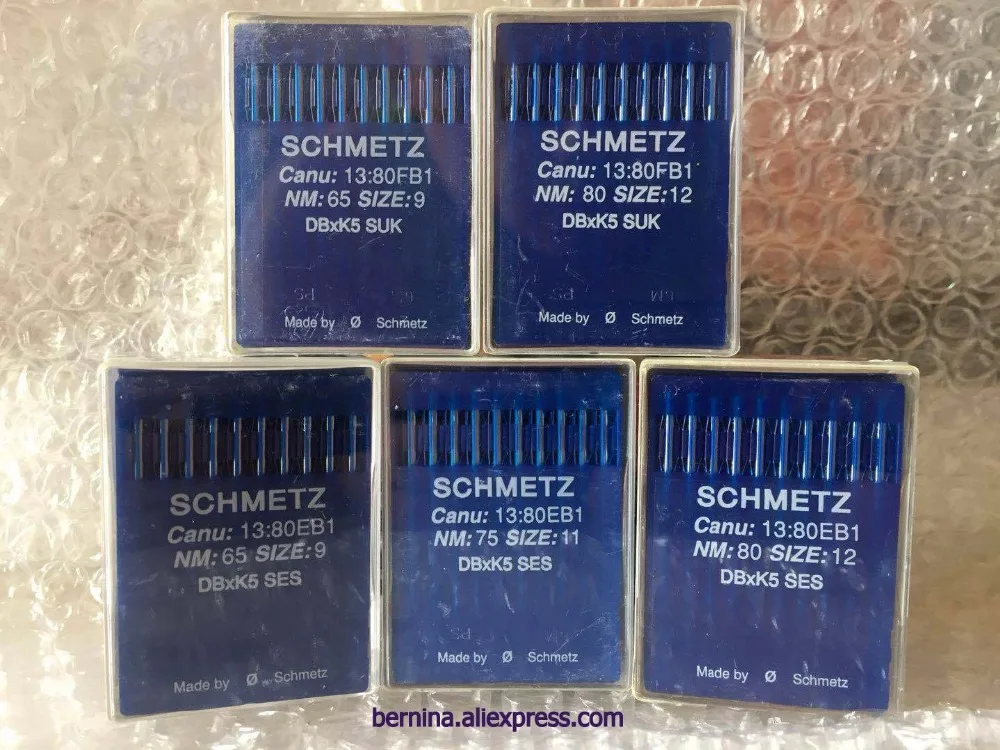 SCHMETZ
Canu: 13:80FB1
NM: 65 SIZE: 9
DBxK5 SUK
Made by Ø Schmetz
SCHMETZ
Canu: 13:80FB1
NM: 80 SIZE: 12
DBxK5 SUK
Made by Ø Schmetz
SCHMETZ
Canu: 13:80EB1
NM: 65 SIZE: 9
DBxK5 SES
Made by Ø Schmetz
SCHMETZ
Canu: 13:80EB1
NM: 75 SIZE: 11
DBxK5 SES
Made by Ø Schmetz
SCHMETZ
Canu: 13:80EB1
NM: 80 SIZE: 12
DBxK5 SES
Made by Ø Schmetz
bernina.aliexpress.com